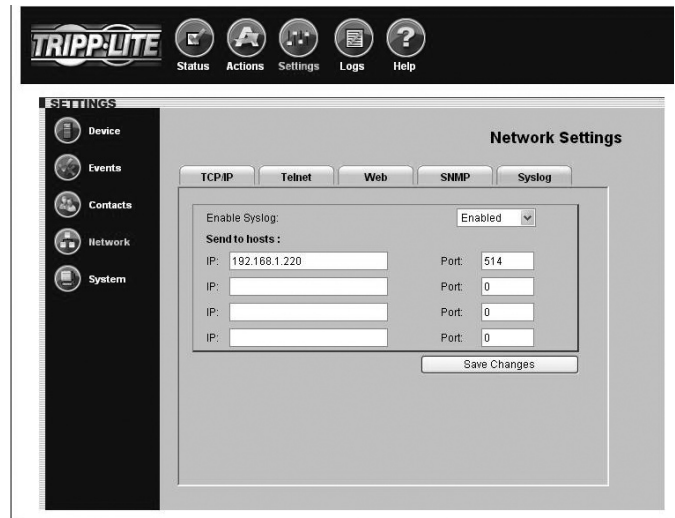 TRIPP·LITE
Status Actions Settings Logs Help
SETTINGS
Device
Events
Contacts
Network
System
Network Settings
TCP/IP Telnet Web SNMP Syslog
Enable Syslog: Enabled
Send to hosts :
IP: 192.168.1.220 Port: 514
IP: Port: 0
IP: Port: 0
IP: Port: 0
Save Changes